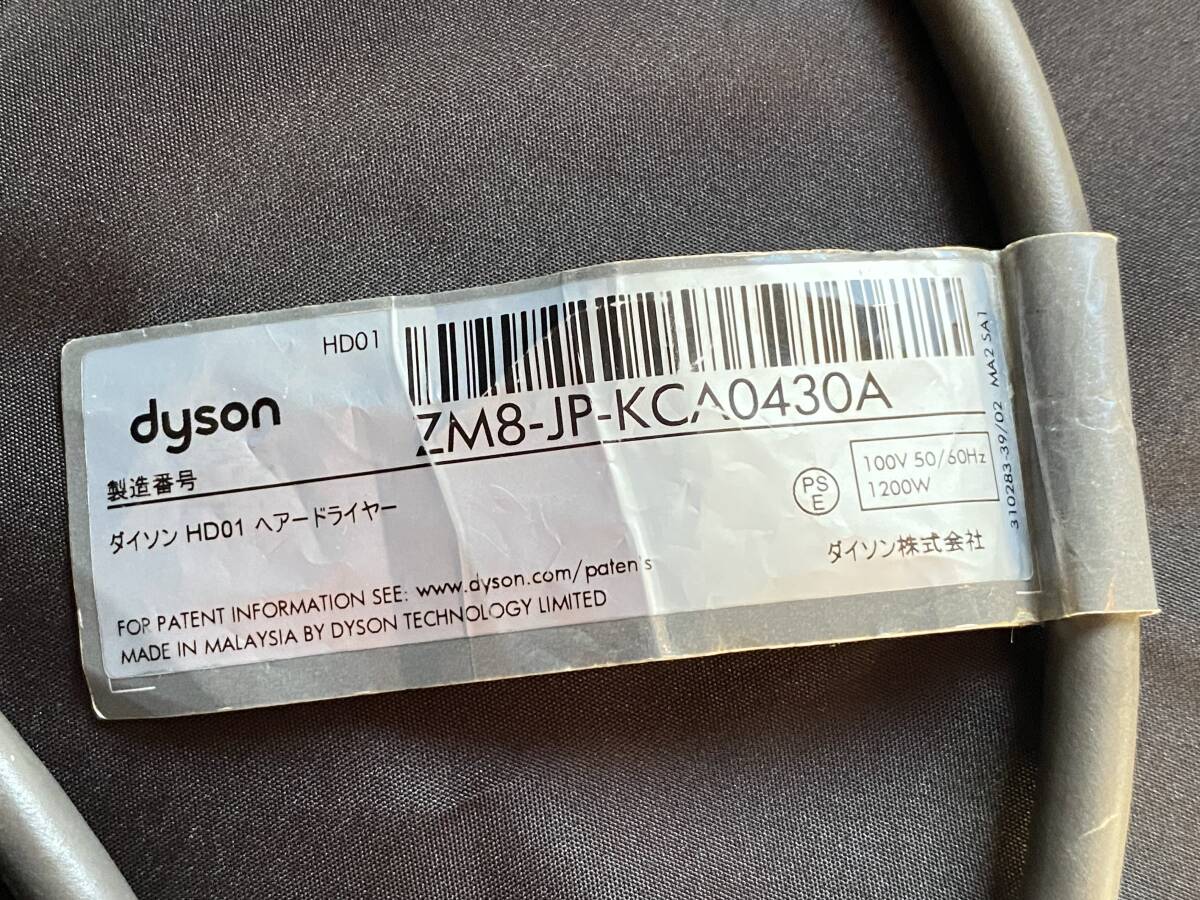 HD01
dyson
ZM8-JP-KCA0430A
製造番号
ダイソン HD01 ヘアードライヤー
PS
E
100V 50/60Hz
1200W
ダイソン株式会社
FOR PATENT INFORMATION SEE: www.dyson.com/patents
MADE IN MALAYSIA BY DYSON TECHNOLOGY LIMITED
310283-39/02 MA2 SA1